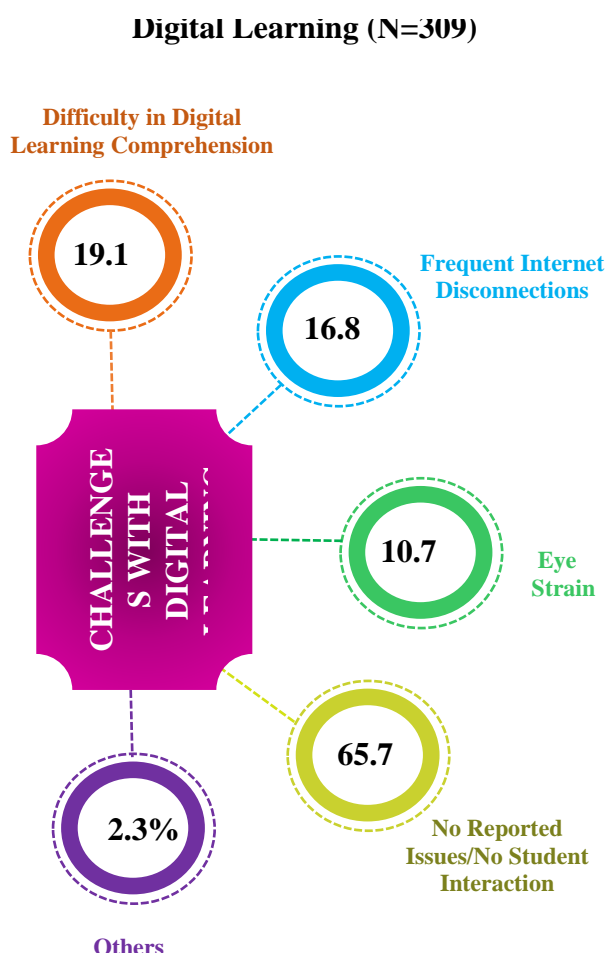 Digital Learning (N=309)
Difficulty in Digital
Learning Comprehension
19.1
Frequent Internet
Disconnections
16.8
CHALLENGE
S WITH
DIGITAL
LEARNING
10.7
Eye
Strain
65.7
No Reported
Issues/No Student
Interaction
2.3%
Others